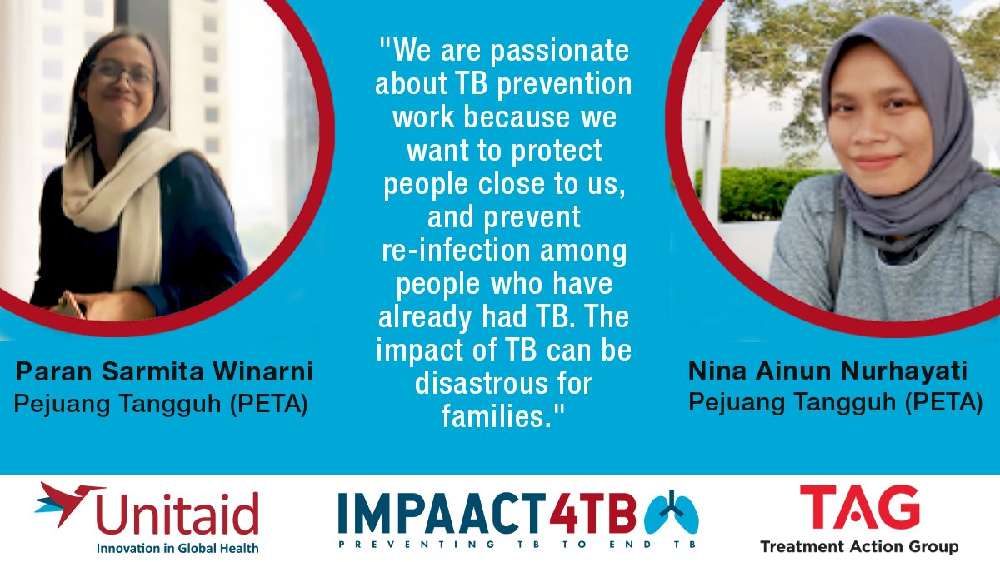 "We are passionate
about TB prevention
work because we
want to protect
people close to us,
and prevent
re-infection among
people who have
already had TB. The
impact of TB can be
disastrous for
families."
Paran Sarmita Winarni
Pejuang Tangguh (PETA)
Nina Ainun Nurhayati
Pejuang Tangguh (PETA)
Unitaid
Innovation in Global Health
IMPAACT4TB
PREVENTING TB TO END TB
TAG
Treatment Action Group